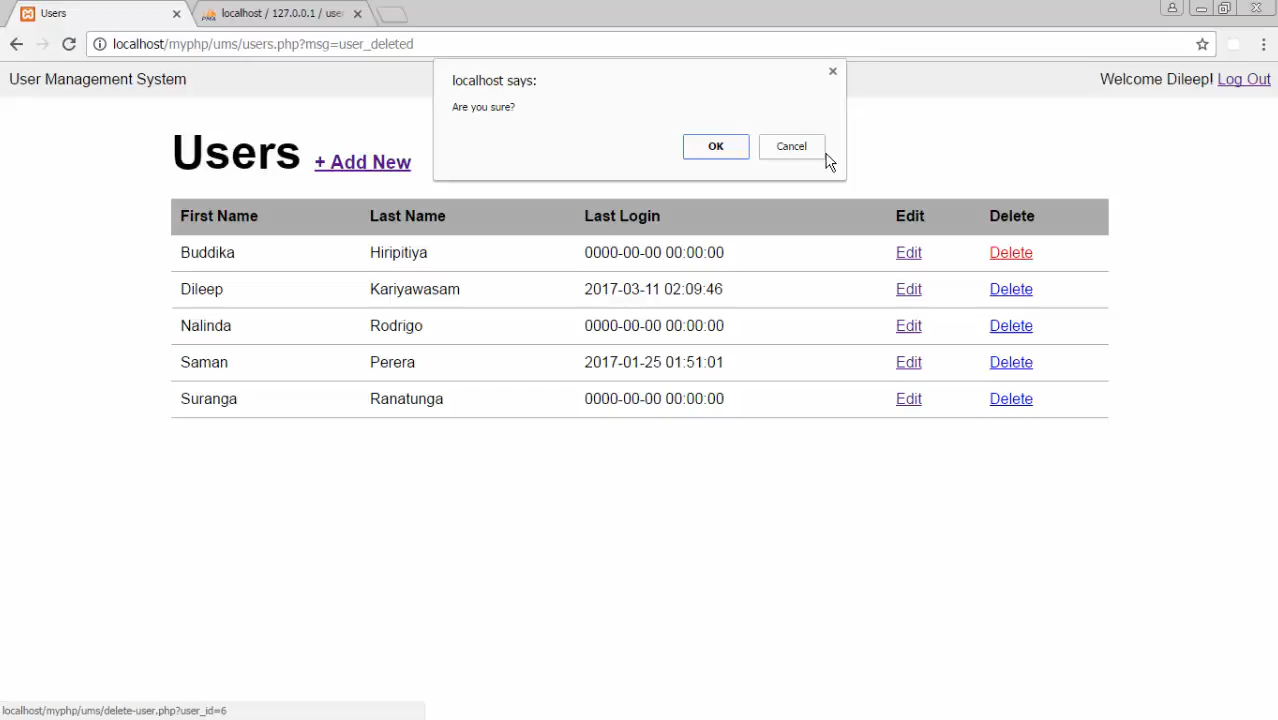 Users
localhost / 127.0.0.1 / use
localhost/myphp/ums/users.php?msg=user_deleted
User Management System
Welcome Dileep! Log Out
localhost says:
Are you sure?
OK Cancel
Users + Add New
First Name Last Name Last Login Edit Delete
Buddika Hiripitiya 0000-00-00 00:00:00 Edit Delete
Dileep Kariyawasam 2017-03-11 02:09:46 Edit Delete
Nalinda Rodrigo 0000-00-00 00:00:00 Edit Delete
Saman Perera 2017-01-25 01:51:01 Edit Delete
Suranga Ranatunga 0000-00-00 00:00:00 Edit Delete
localhost/myphp/ums/delete-user.php?user_id=6